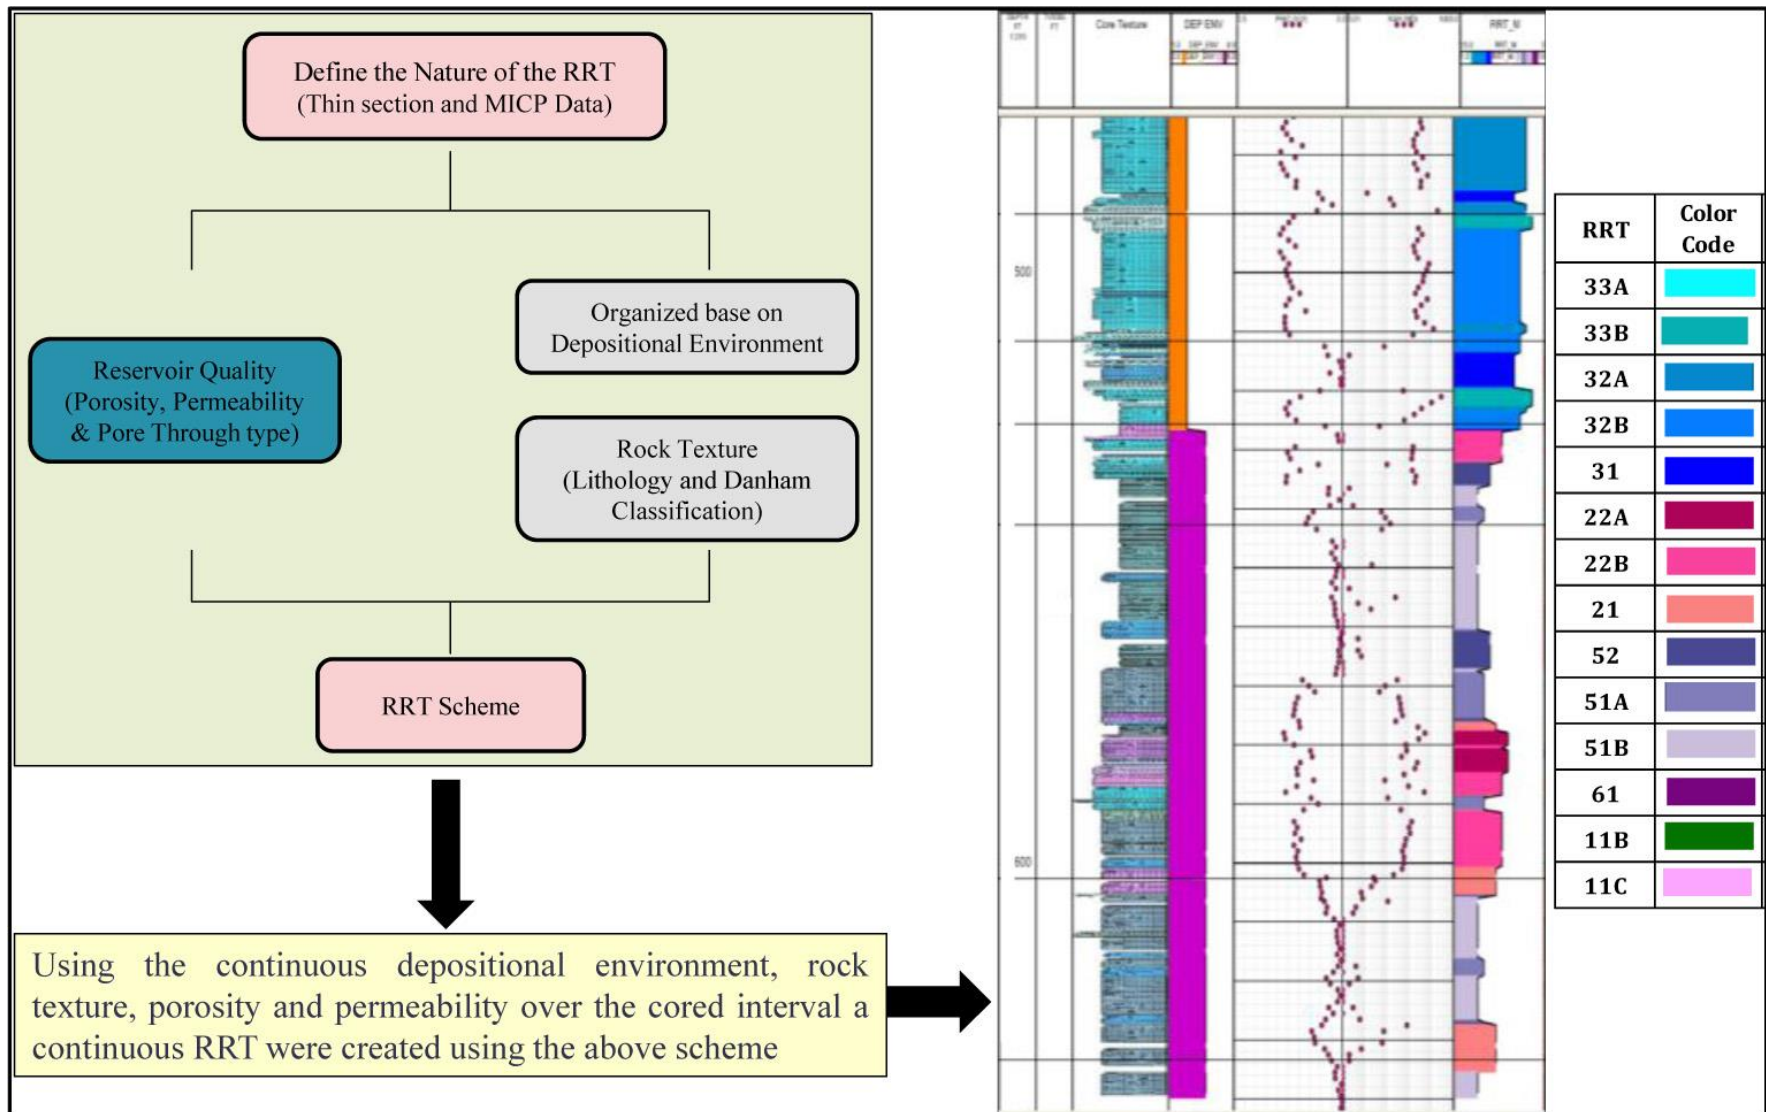 Define the Nature of the RRT
(Thin section and MICP Data)
Reservoir Quality
(Porosity, Permeability
& Pore Through type)
Organized base on
Depositional Environment
Rock Texture
(Lithology and Danham
Classification)
RRT Scheme
Using the continuous depositional environment, rock
texture, porosity and permeability over the cored interval a
continuous RRT were created using the above scheme
Core Texture
DEP ENV
RRT_M
500
600
RRT
Color
Code
33A
33B
32A
32B
31
22A
22B
21
52
51A
51B
61
11B
11C